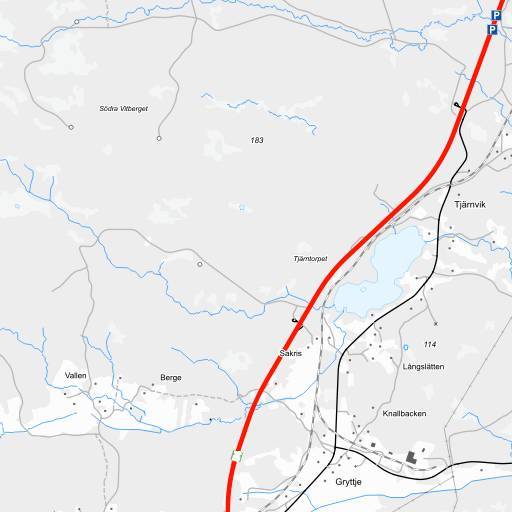 P
P
Södra Vitberget
183
Tjärnvik
Tjärntorpet
Sakris
114
Långslätten
Vallen
Berge
Knallbacken
Gryttje